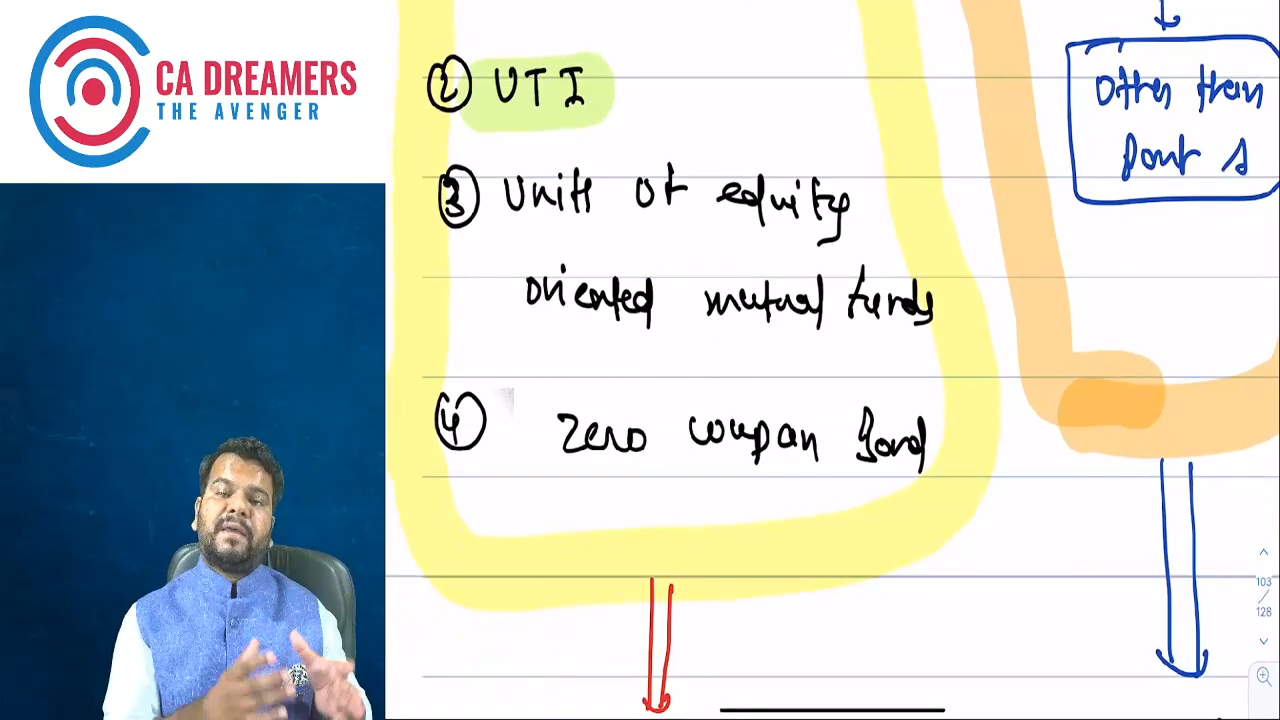 CA DREAMERS
THE AVENGER
② UTI
③ Units of equity
oriented mutual funds
④ Zero coupan Bond
Other than
Point 1
103
/
128